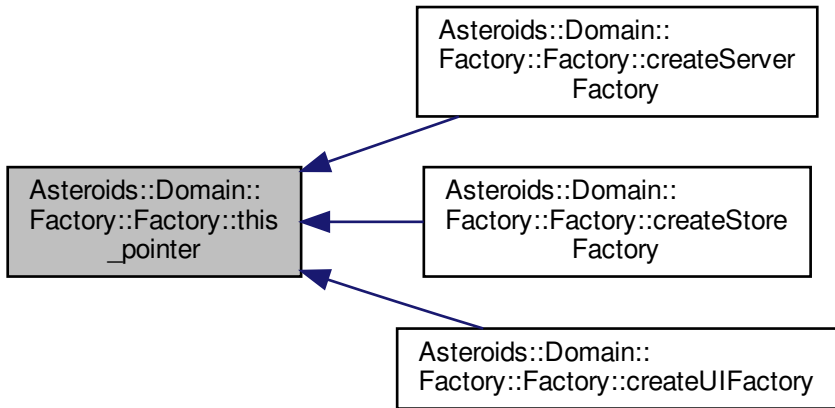 Asteroids::Domain::
Factory::Factory::this
_pointer
Asteroids::Domain::
Factory::Factory::createServer
Factory
Asteroids::Domain::
Factory::Factory::createStore
Factory
Asteroids::Domain::
Factory::Factory::createUIFactory